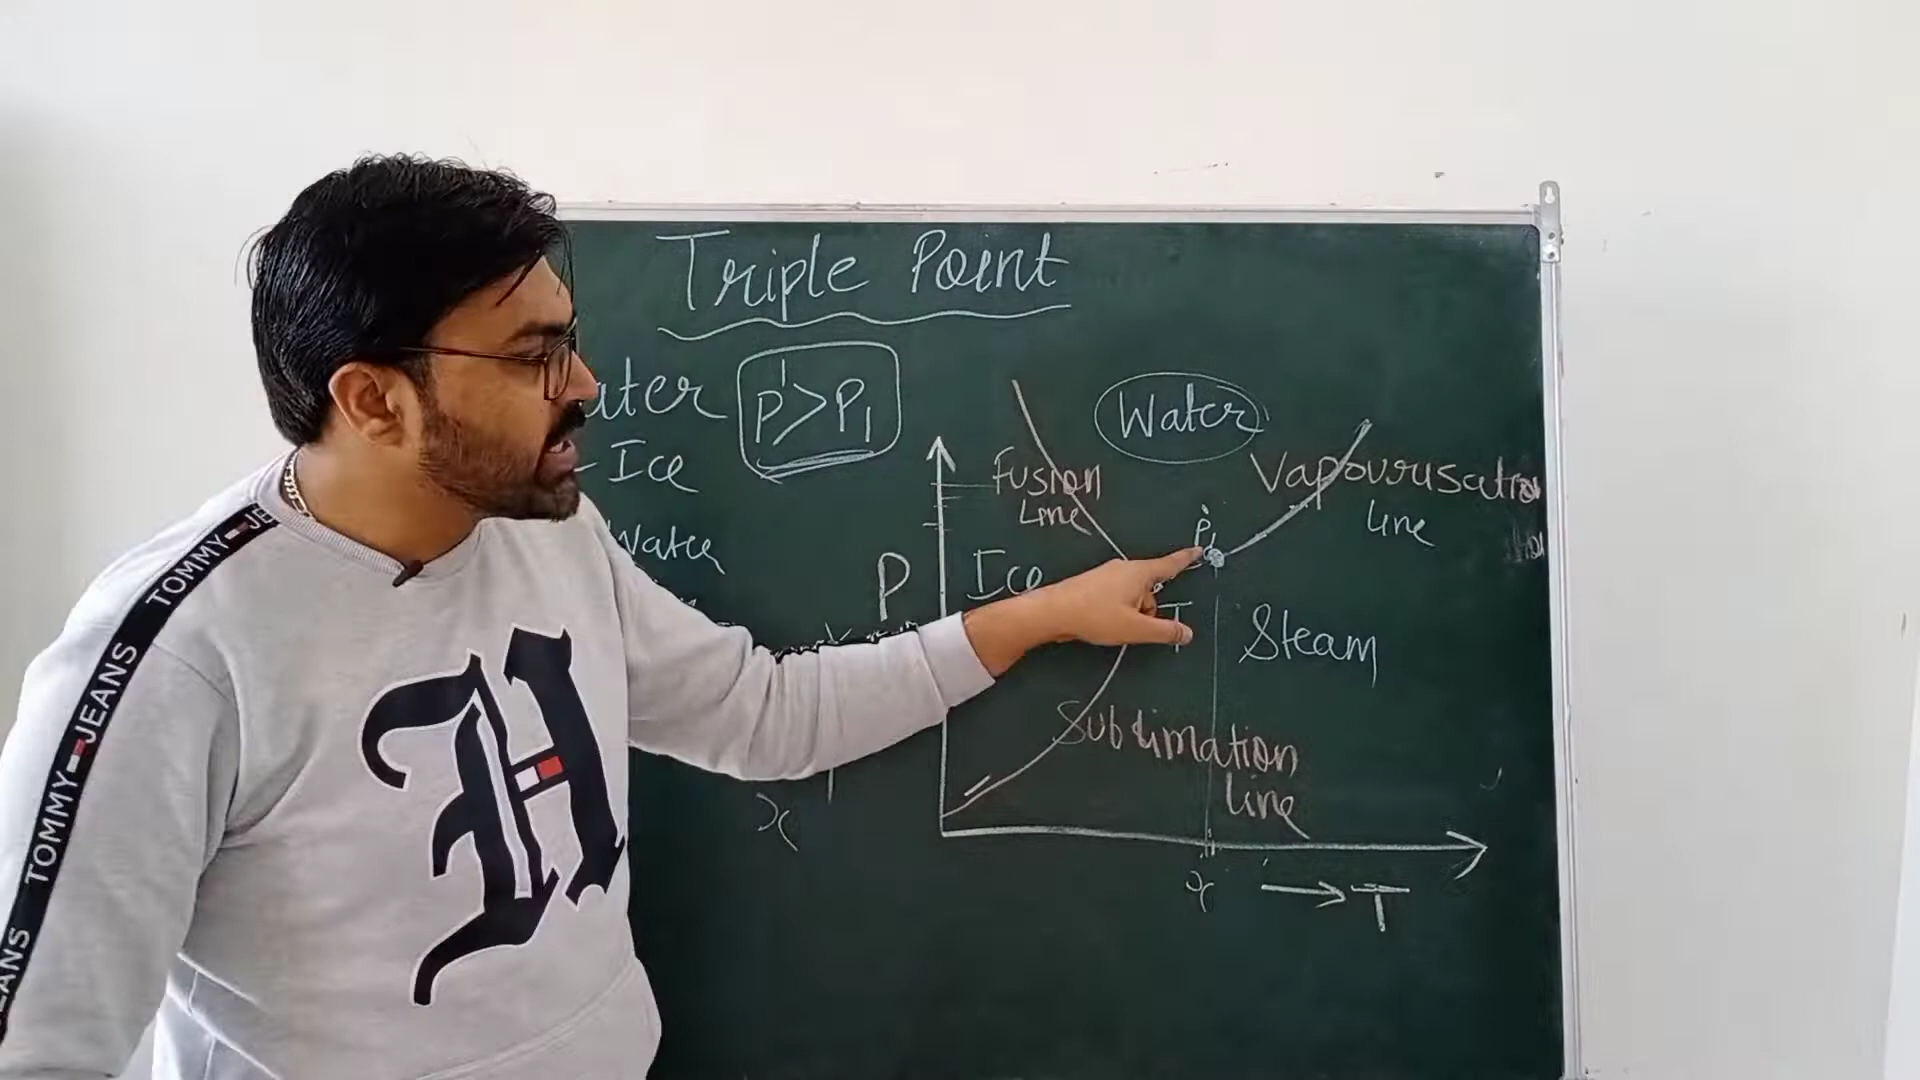 Triple Point
ater
P'>P1
Ice
Water
Water
Fusion
Line
Vapourisation
line
P1
P
Ice
T
Steam
Sublimation
line
x
x
T
TOMMY JEANS
TOMMY JEANS
H